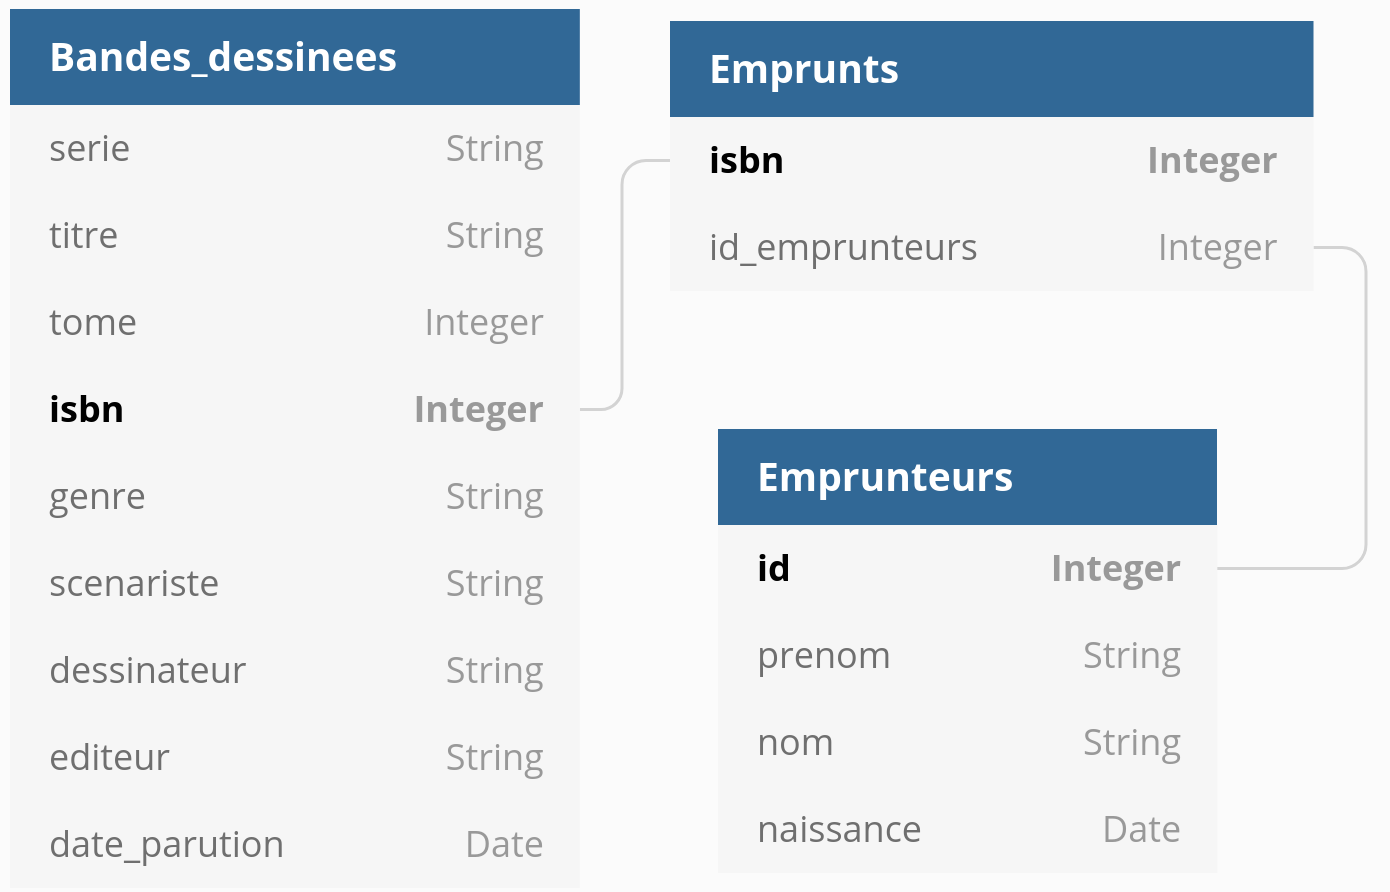 Bandes_dessinees
serie String
titre String
tome Integer
isbn Integer
genre String
scenariste String
dessinateur String
editeur String
date_parution Date
Emprunts
isbn Integer
id_emprunteurs Integer
Emprunteurs
id Integer
prenom String
nom String
naissance Date